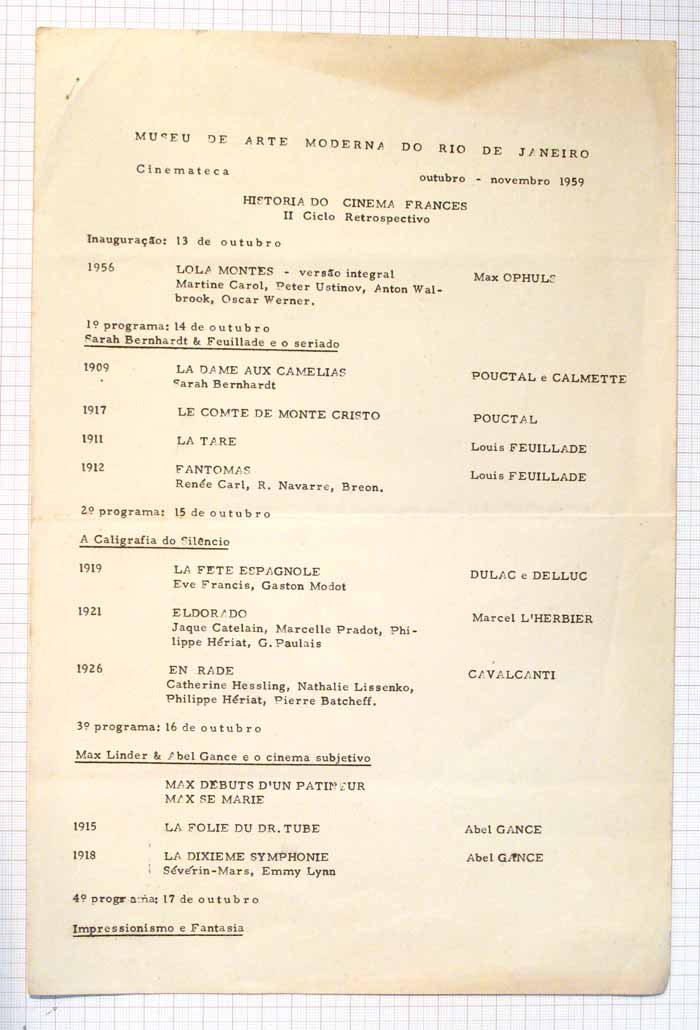 MUSEU DE ARTE MODERNA DO RIO DE JANEIRO
Cinemateca outubro - novembro 1959
HISTORIA DO CINEMA FRANCES
II Ciclo Retrospectivo
Inauguração: 13 de outubro
1956 LOLA MONTES - versão integral Max OPHULS
Martine Carol, Peter Ustinov, Anton Wal-
brook, Oscar Werner.
1º programa: 14 de outubro
Sarah Bernhardt & Feuillade e o seriado
1909 LA DAME AUX CAMELIAS POUCTAL e CALMETTE
Sarah Bernhardt
1917 LE COMTE DE MONTE CRISTO POUCTAL
1911 LA TARE Louis FEUILLADE
1912 FANTOMAS Louis FEUILLADE
Renée Carl, R. Navarre, Breon.
2º programa: 15 de outubro
A Caligrafia do Silêncio
1919 LA FETE ESPAGNOLE DULAC e DELLUC
Eve Francis, Gaston Modot
1921 ELDORADO Marcel L'HERBIER
Jaque Catelain, Marcelle Pradot, Phi-
lippe Hériat, G. Paulais
1926 EN RADE CAVALCANTI
Catherine Hessling, Nathalie Lissenko,
Philippe Hériat, Pierre Batcheff.
3º programa: 16 de outubro
Max Linder & Abel Gance e o cinema subjetivo
MAX DÉBUTS D'UN PATINEUR
MAX SE MARIE
1915 LA FOLIE DU DR. TUBE Abel GANCE
1918 LA DIXIEME SYMPHONIE Abel GANCE
Séverin-Mars, Emmy Lynn
4º programa: 17 de outubro
Impressionismo e Fantasia